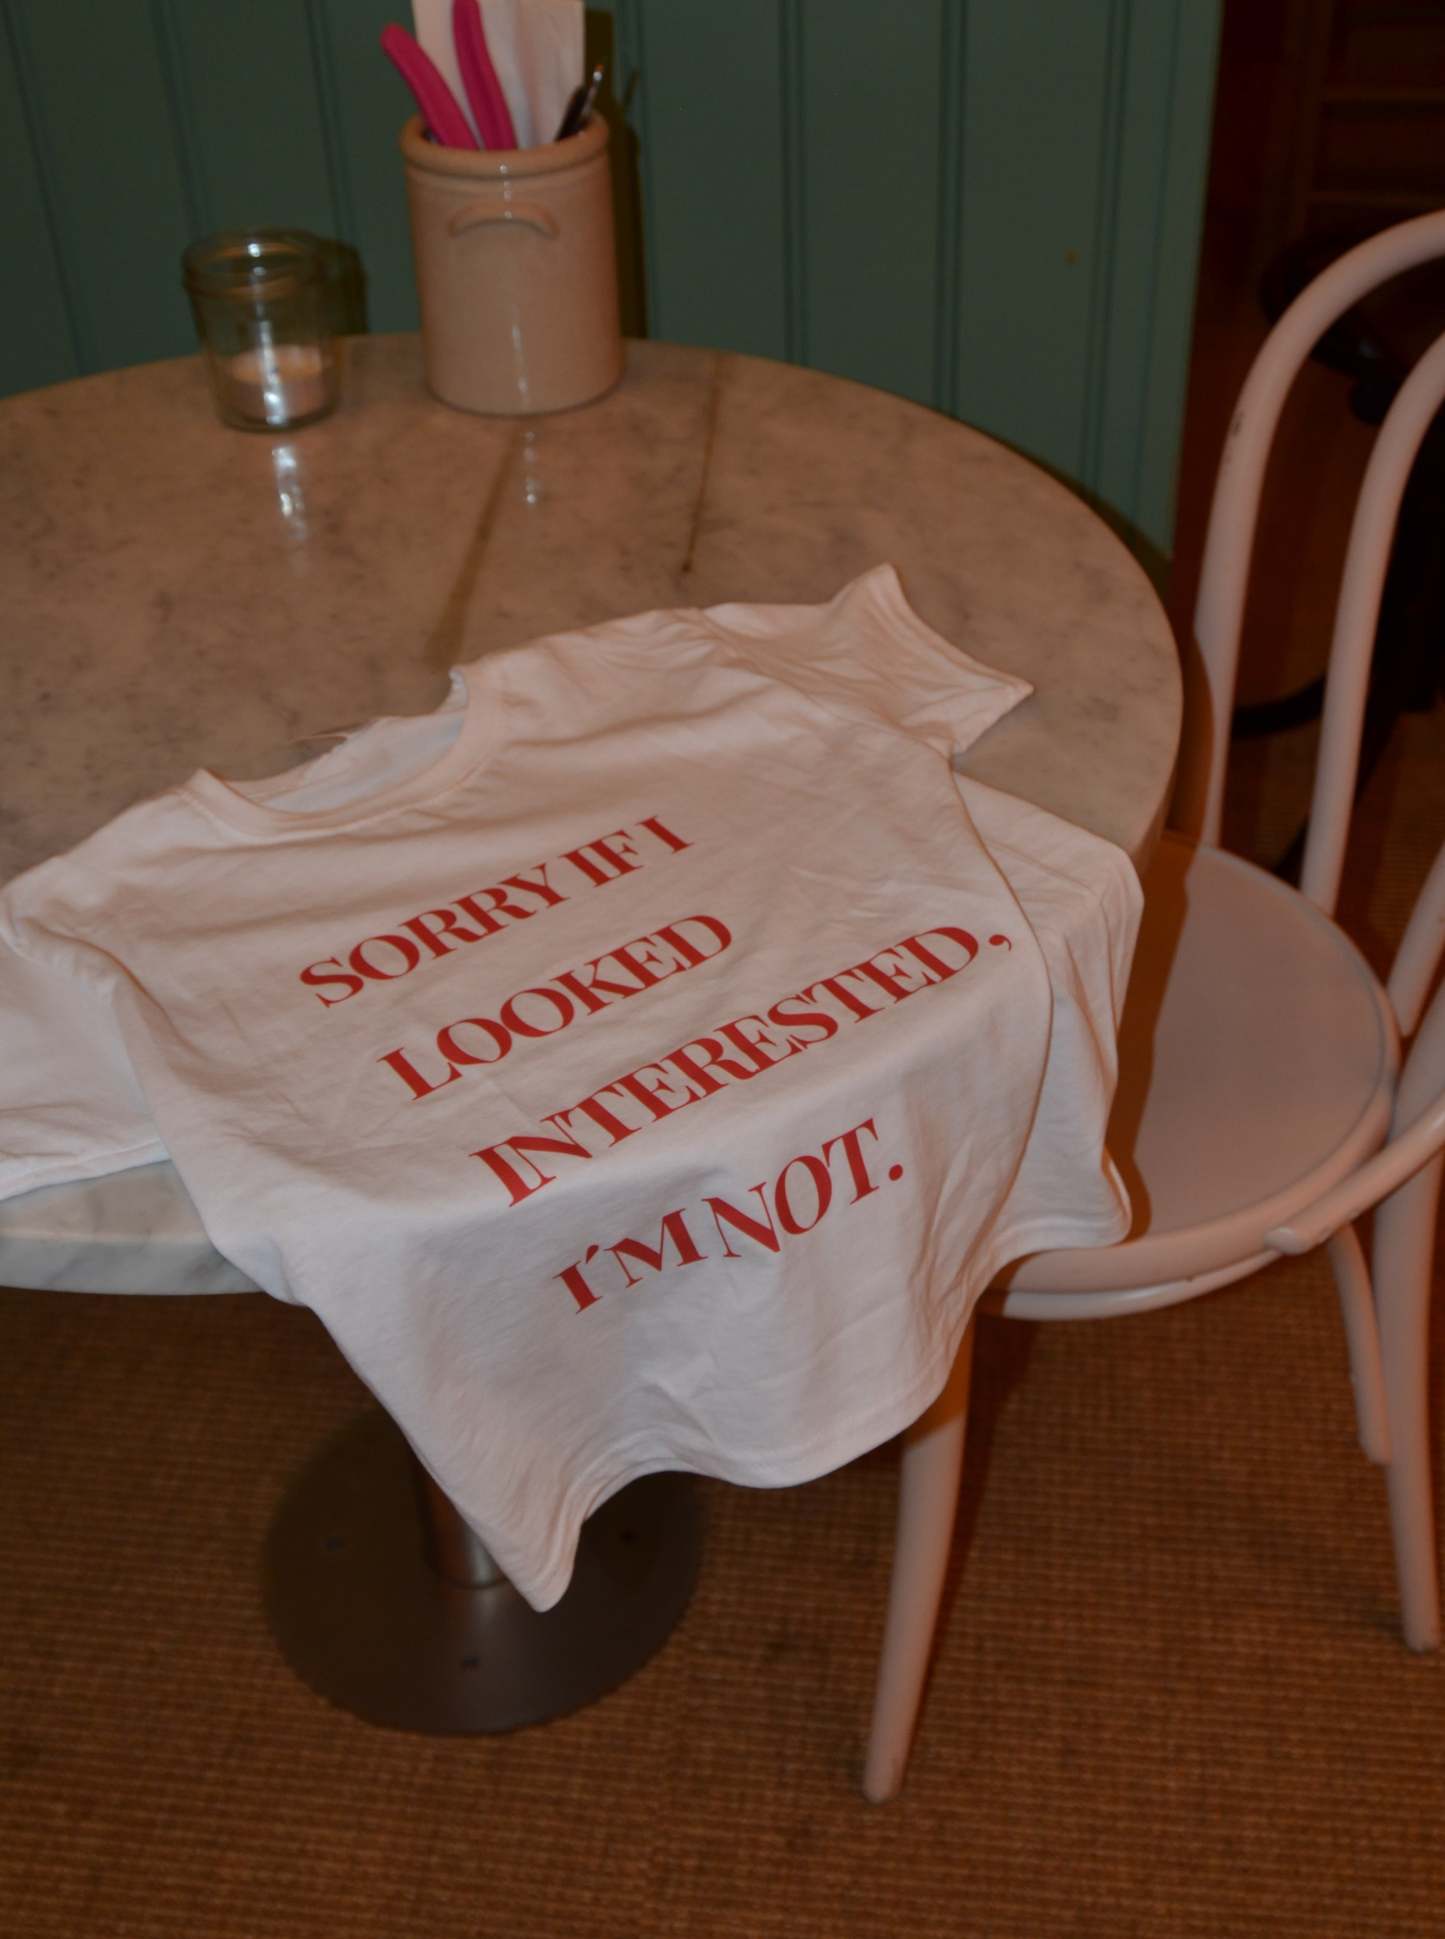 SORRY IF I
LOOKED
INTERESTED,
I´M NOT.